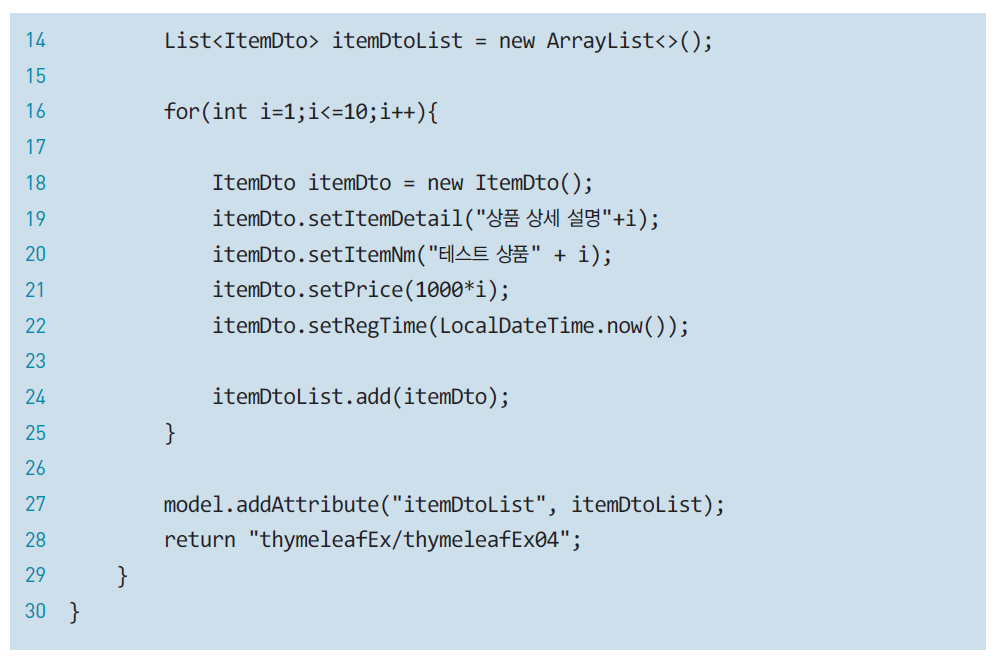 14 List<ItemDto> itemDtoList = new ArrayList<>();
15
16 for(int i=1;i<=10;i++){
17
18 ItemDto itemDto = new ItemDto();
19 itemDto.setItemDetail("상품 상세 설명"+i);
20 itemDto.setItemNm("테스트 상품" + i);
21 itemDto.setPrice(1000*i);
22 itemDto.setRegTime(LocalDateTime.now());
23
24 itemDtoList.add(itemDto);
25 }
26
27 model.addAttribute("itemDtoList", itemDtoList);
28 return "thymeleafEx/thymeleafEx04";
29 }
30 }